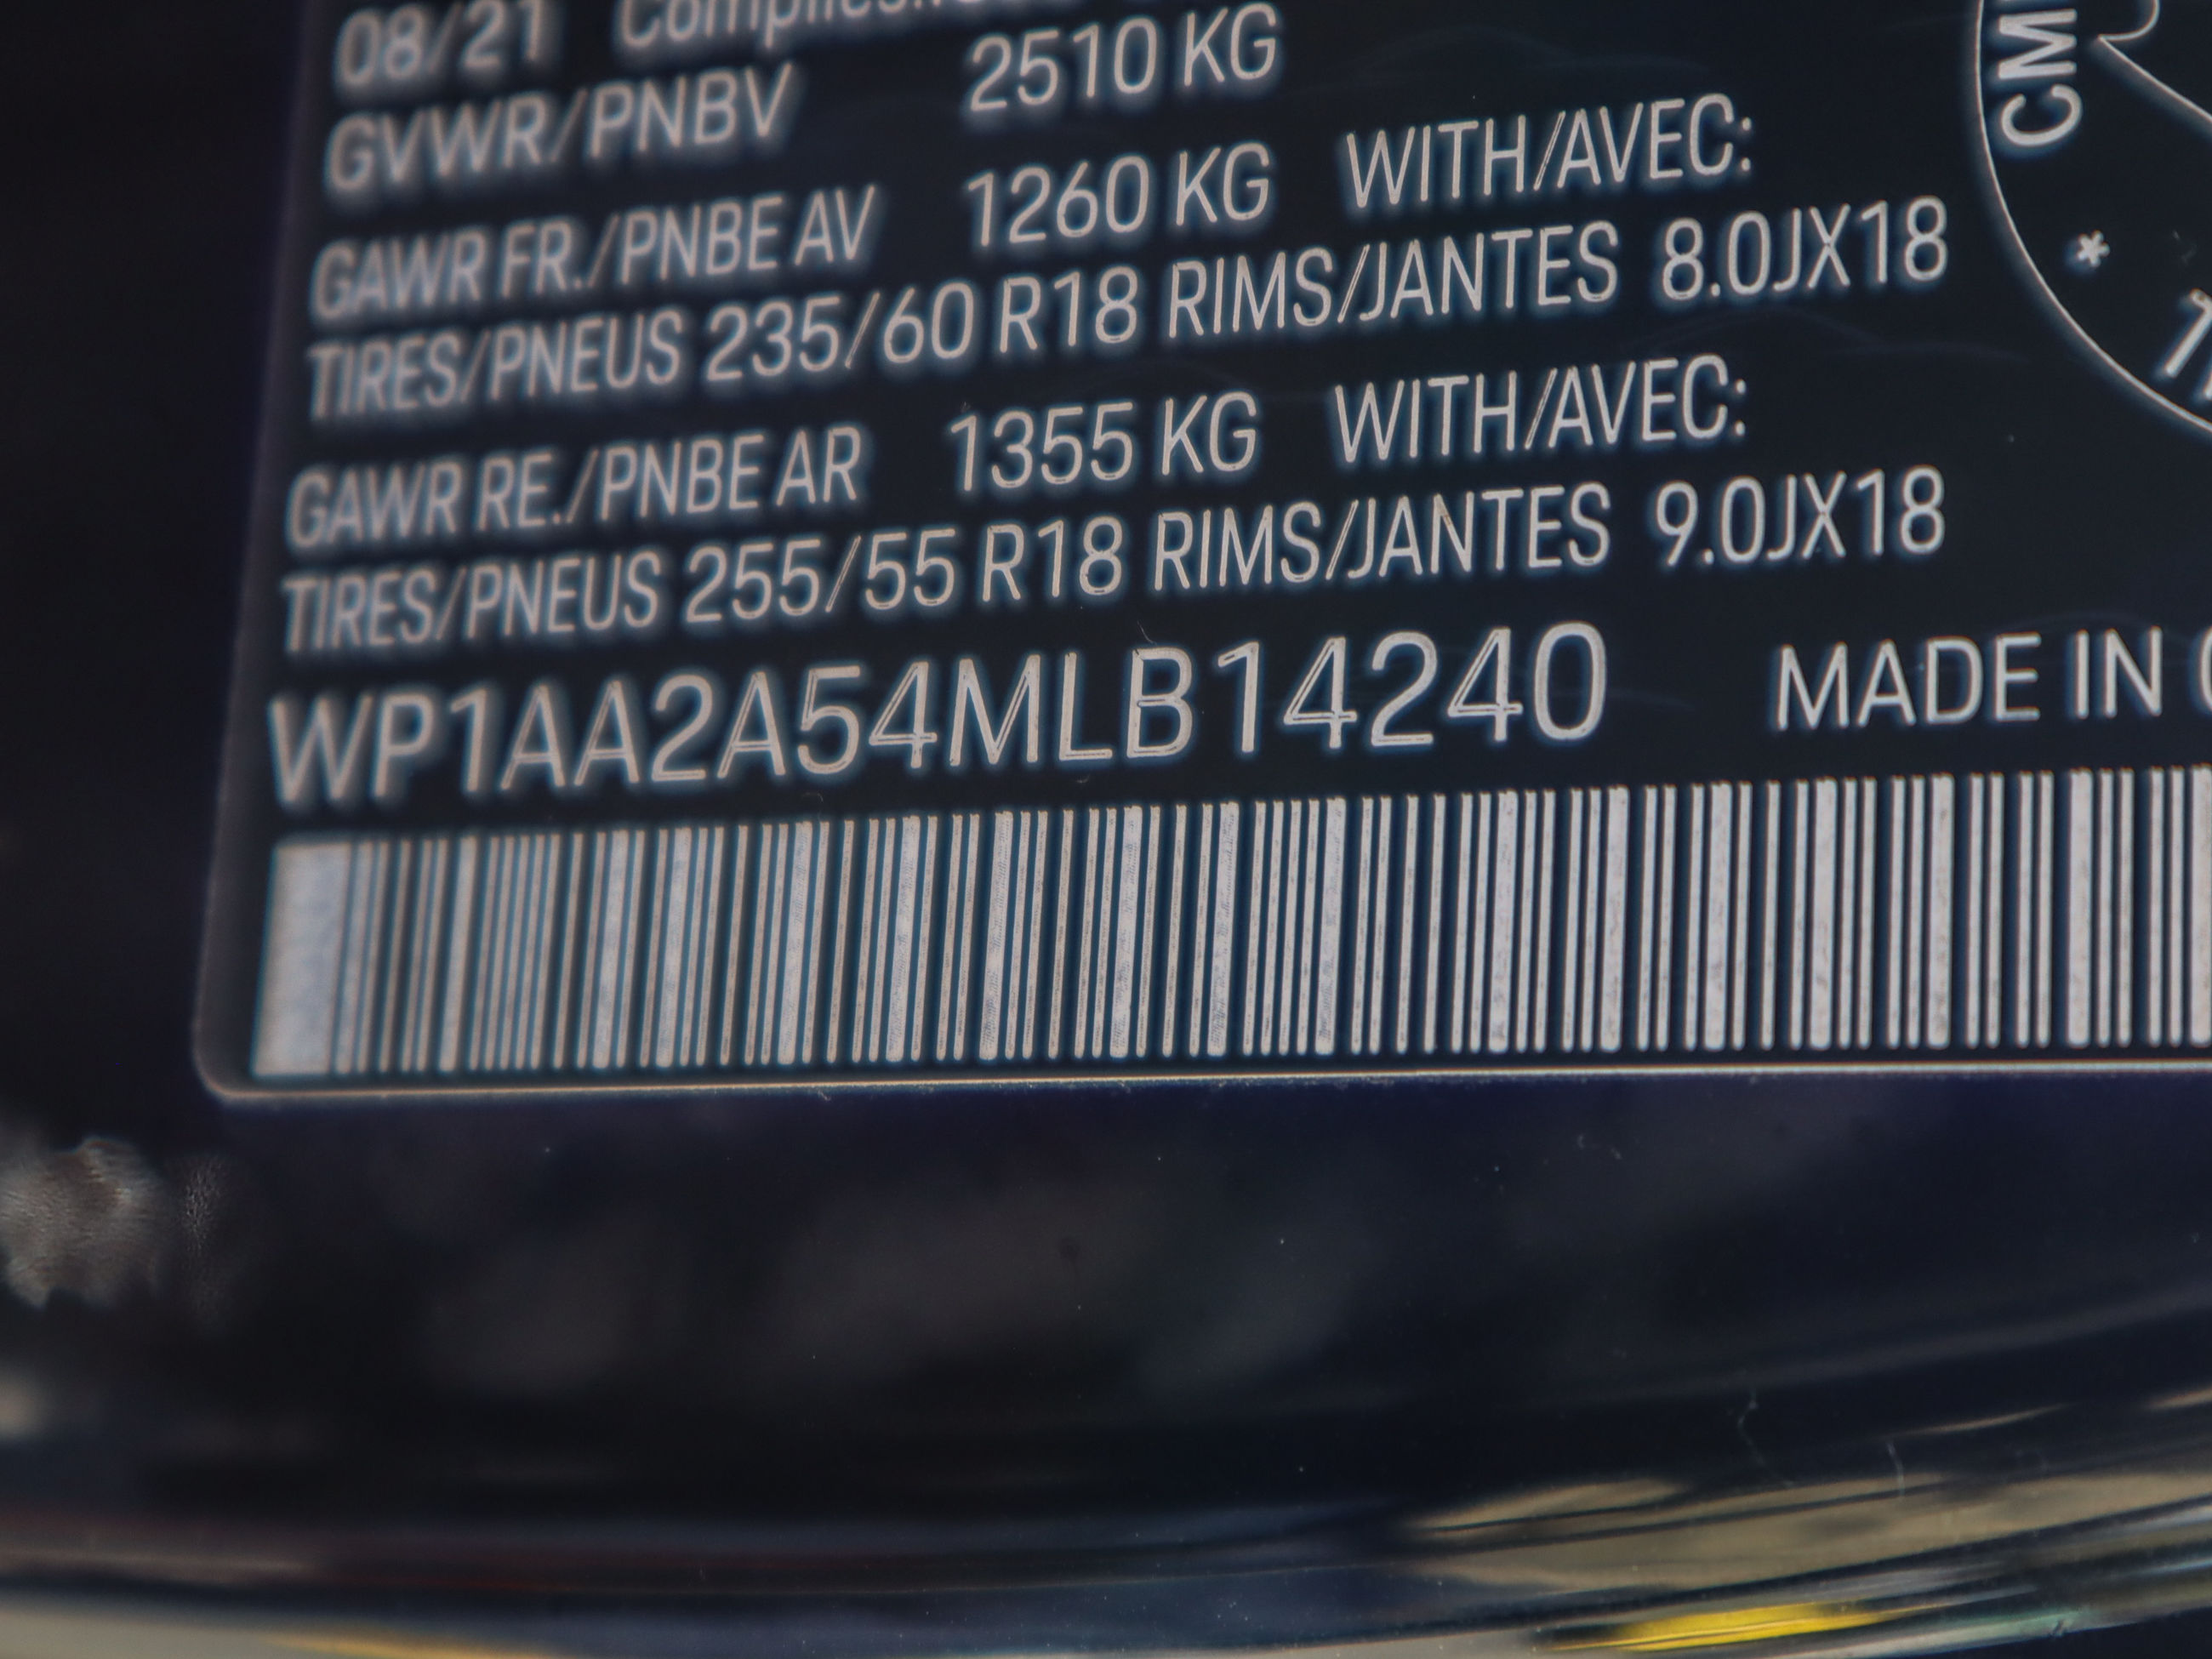 08/21
GVWR/PNBV 2510 KG
GAWR FR./PNBE AV 1260 KG WITH/AVEC:
TIRES/PNEUS 235/60 R18 RIMS/JANTES 8.0JX18
GAWR RE./PNBE AR 1355 KG WITH/AVEC:
TIRES/PNEUS 255/55 R18 RIMS/JANTES 9.0JX18
WP1AA2A54MLB14240 MADE IN
CM
*